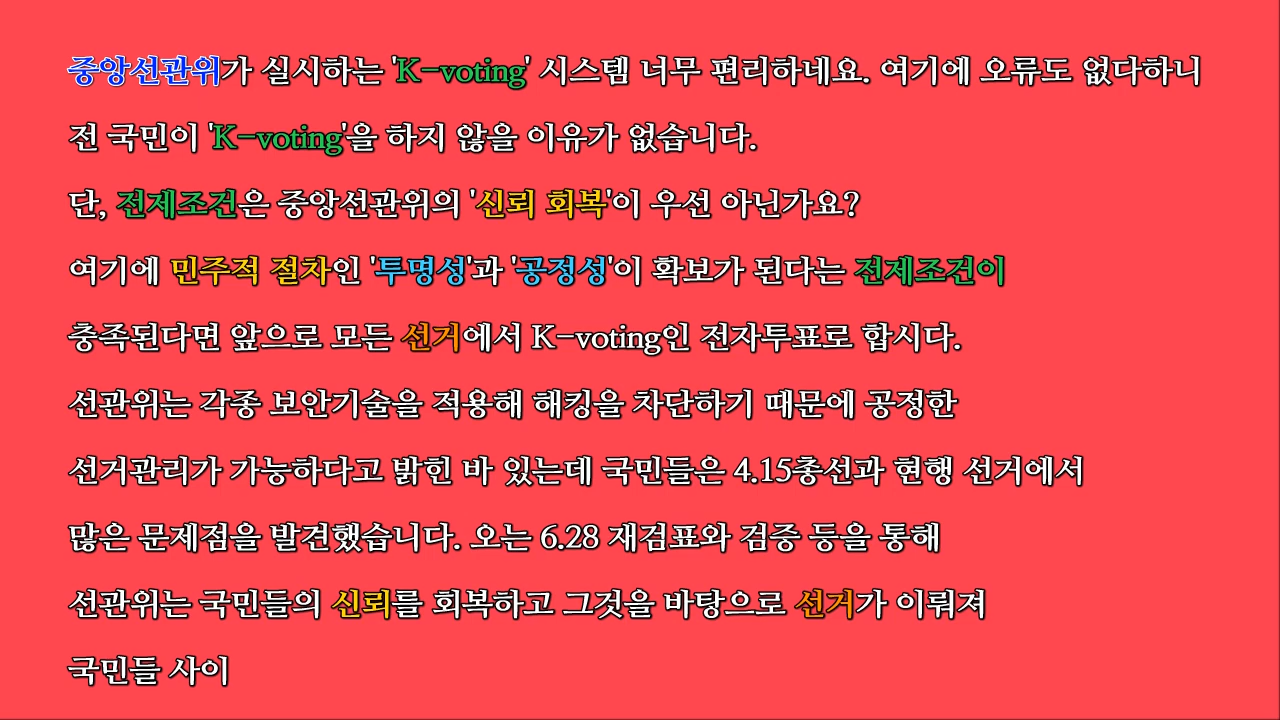 중앙선관위가 실시하는 'K-voting' 시스템 너무 편리하네요. 여기에 오류도 없다하니
전 국민이 'K-voting'을 하지 않을 이유가 없습니다.
단, 전제조건은 중앙선관위의 '신뢰 회복'이 우선 아닌가요?
여기에 민주적 절차인 '투명성'과 '공정성'이 확보가 된다는 전제조건이
충족된다면 앞으로 모든 선거에서 K-voting인 전자투표로 합시다.
선관위는 각종 보안기술을 적용해 해킹을 차단하기 때문에 공정한
선거관리가 가능하다고 밝힌 바 있는데 국민들은 4.15총선과 현행 선거에서
많은 문제점을 발견했습니다. 오는 6.28 재검표와 검증 등을 통해
선관위는 국민들의 신뢰를 회복하고 그것을 바탕으로 선거가 이뤄져
국민들 사이